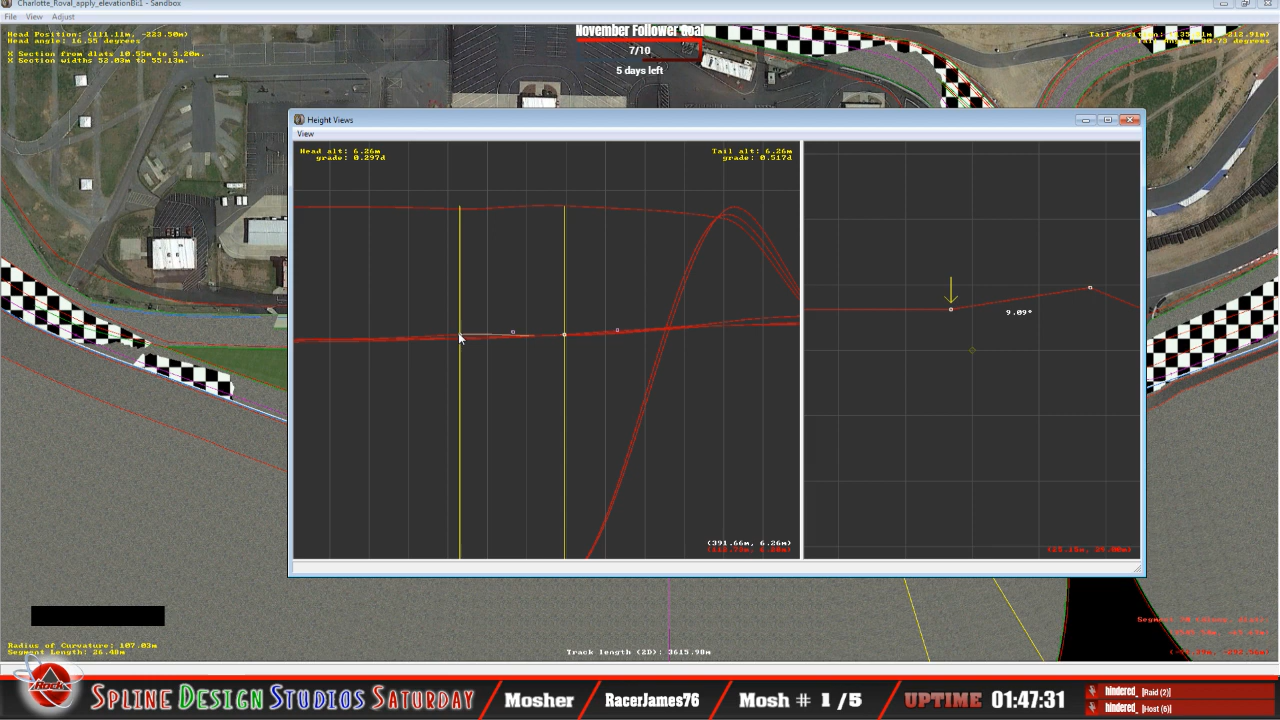 Charlotte_Roval_apply_elevationBi:1 - Sandbox
File View Adjust
Head Position: (111.11m, -223.50m)
Head angle: 16.55 degrees
X Section from dlats 10.55m to 3.20m.
X Section widths 52.03m to 55.13m.
November Follower Goal
7/10
5 days left
Height Views
View
Head alt: 6.26m
grade: 0.297d
Tail alt: 6.26m
grade: 0.517d
9.09°
(391.66m, 6.26m)
Radius of Curvature: 107.03m
Segment Length: 26.48m
Track length (2D): 3615.98m
Rock
SPLINE DESIGN STUDIOS SATURDAY
Mosher
RacerJames76
Mosh # 1/5
UPTIME 01:47:31
hindered_ [Raid (2)]
hindered_ [Host (6)]